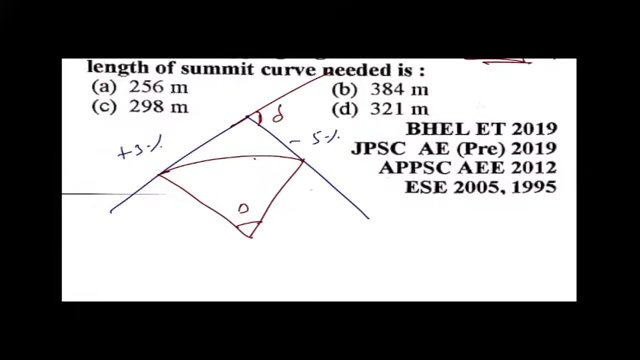 length of summit curve needed is :
(a) 256 m (b) 384 m
(c) 298 m (d) 321 m
BHEL ET 2019
JPSC AE (Pre) 2019
APPSC AEE 2012
ESE 2005, 1995
+3%
- 5%